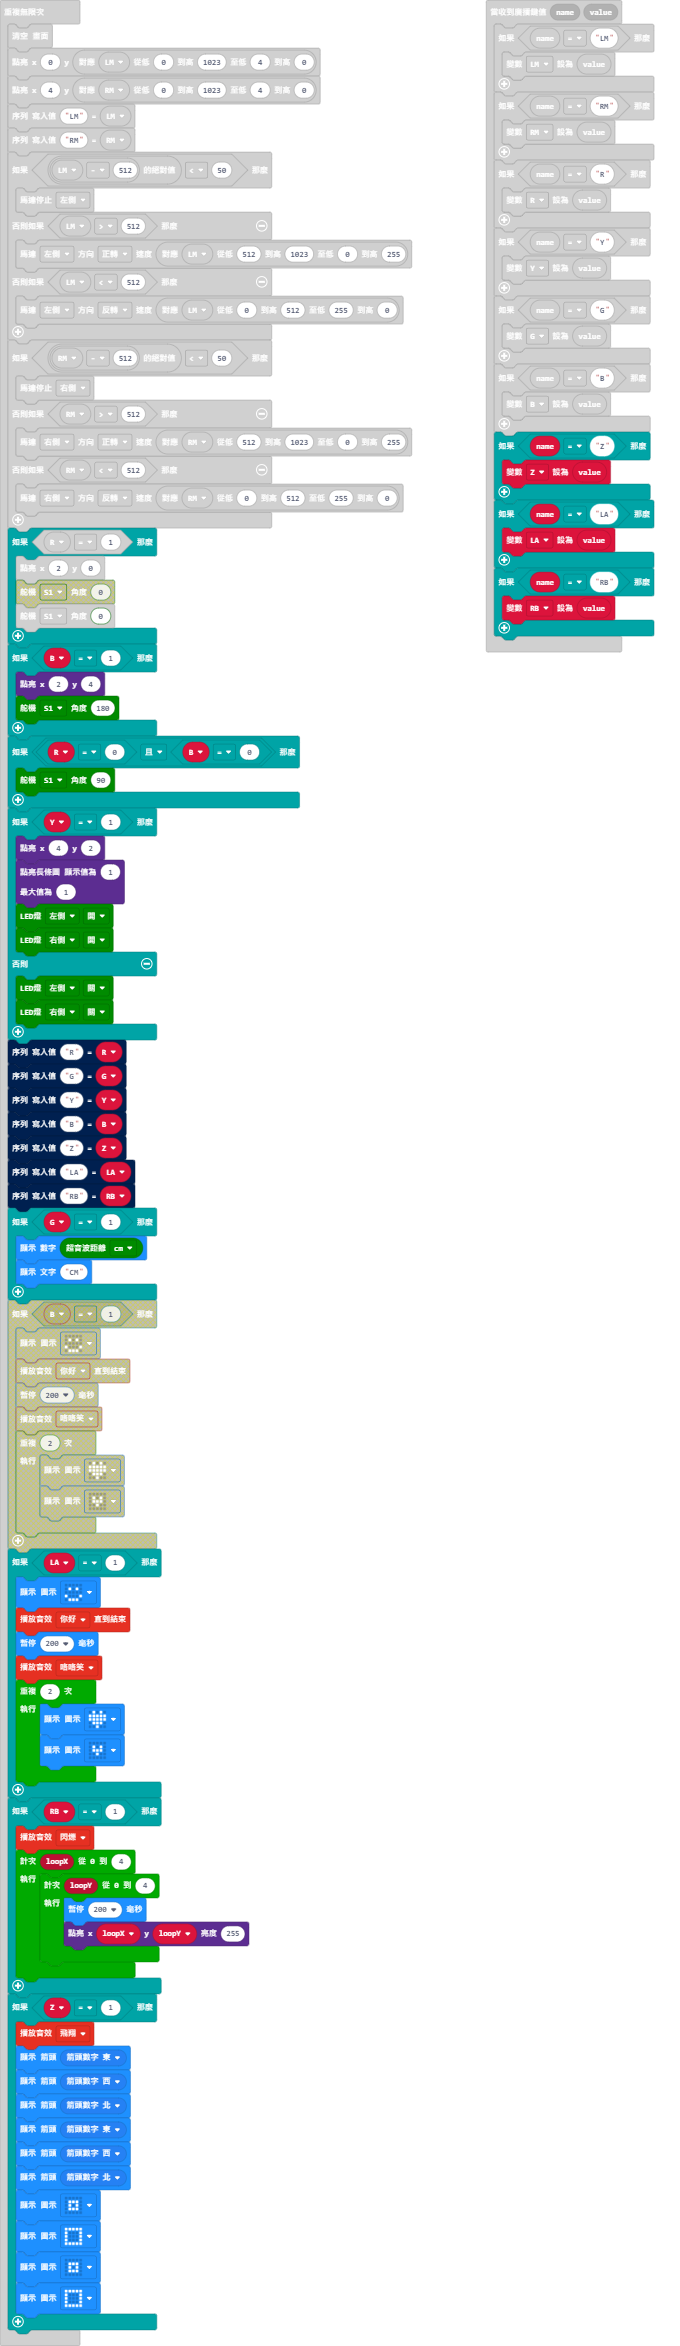 重複無限次
清空 畫面
點亮 x 0 y 對應 LM 從低 0 到高 1023 至低 4 到高 0
點亮 x 4 y 對應 RM 從低 0 到高 1023 至低 4 到高 0
序列 寫入值 "LM" = LM
序列 寫入值 "RM" = RM
如果 LM - 512 的絕對值 < 50 那麼
馬達停止 左側
否則如果 LM > 512 那麼
馬達 左側 方向 正轉 速度 對應 LM 從低 512 到高 1023 至低 0 到高 255
否則如果 LM < 512 那麼
馬達 左側 方向 反轉 速度 對應 LM 從低 0 到高 512 至低 255 到高 0
如果 RM - 512 的絕對值 < 50 那麼
馬達停止 右側
否則如果 RM > 512 那麼
馬達 右側 方向 正轉 速度 對應 RM 從低 512 到高 1023 至低 0 到高 255
否則如果 RM < 512 那麼
馬達 右側 方向 反轉 速度 對應 RM 從低 0 到高 512 至低 255 到高 0
如果 R = 1 那麼
點亮 x 2 y 0
舵機 S1 角度 0
舵機 S1 角度 0
如果 B = 1 那麼
點亮 x 2 y 4
舵機 S1 角度 180
如果 R = 0 且 B = 0 那麼
舵機 S1 角度 90
如果 Y = 1 那麼
點亮 x 4 y 2
點亮長條圖 顯示值為 1
最大值為 1
LED燈 左側 開
LED燈 右側 開
否則
LED燈 左側 關
LED燈 右側 關
序列 寫入值 "R" = R
序列 寫入值 "G" = G
序列 寫入值 "Y" = Y
序列 寫入值 "B" = B
序列 寫入值 "Z" = Z
序列 寫入值 "LA" = LA
序列 寫入值 "RB" = RB
如果 G = 1 那麼
顯示 數字 超音波距離 cm
顯示 文字 "CM"
如果 B = 1 那麼
顯示 圖示
播放音效 你好 直到結束
暫停 200 毫秒
播放音效 咯咯笑
重複 2 次
執行
顯示 圖示
顯示 圖示
如果 LA = 1 那麼
顯示 圖示
播放音效 你好 直到結束
暫停 200 毫秒
播放音效 咯咯笑
重複 2 次
執行
顯示 圖示
顯示 圖示
如果 RB = 1 那麼
播放音效 閃爍
計次 loopX 從 0 到 4
執行
計次 loopY 從 0 到 4
執行
暫停 200 毫秒
點亮 x loopX y loopY 亮度 255
如果 Z = 1 那麼
播放音效 飛翔
顯示 箭頭 箭頭數字 東
顯示 箭頭 箭頭數字 西
顯示 箭頭 箭頭數字 北
顯示 箭頭 箭頭數字 東
顯示 箭頭 箭頭數字 西
顯示 箭頭 箭頭數字 北
顯示 圖示
顯示 圖示
顯示 圖示
顯示 圖示
當收到廣播鍵值 name value
如果 name = "LM" 那麼
變數 LM 設為 value
如果 name = "RM" 那麼
變數 RM 設為 value
如果 name = "R" 那麼
變數 R 設為 value
如果 name = "Y" 那麼
變數 Y 設為 value
如果 name = "G" 那麼
變數 G 設為 value
如果 name = "B" 那麼
變數 B 設為 value
如果 name = "Z" 那麼
變數 Z 設為 value
如果 name = "LA" 那麼
變數 LA 設為 value
如果 name = "RB" 那麼
變數 RB 設為 value